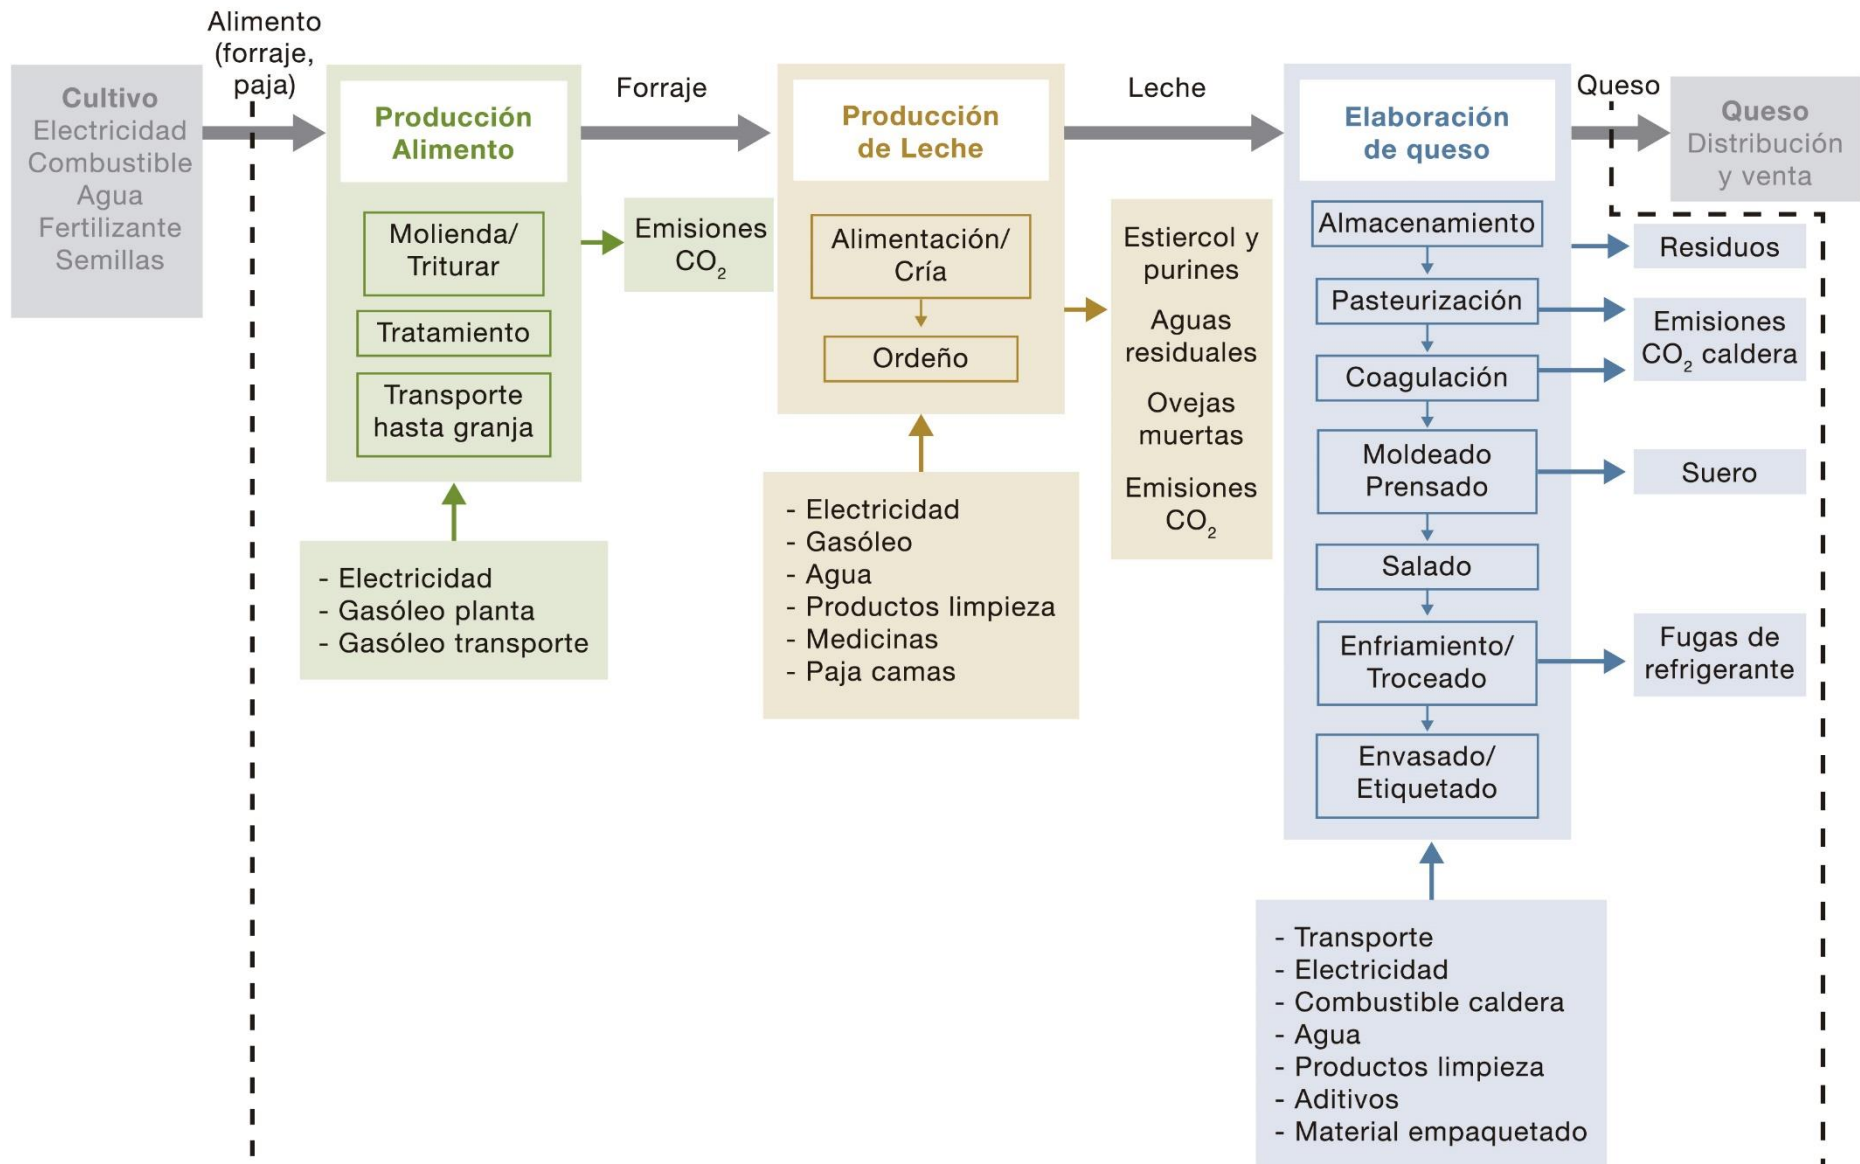 Alimento
(forraje,
paja)
Cultivo
Electricidad
Combustible
Agua
Fertilizante
Semillas
Producción
Alimento
Molienda/
Triturar
Tratamiento
Transporte
hasta granja
- Electricidad
- Gasóleo planta
- Gasóleo transporte
Forraje
Emisiones
CO₂
Producción
de Leche
Alimentación/
Cría
Ordeño
- Electricidad
- Gasóleo
- Agua
- Productos limpieza
- Medicinas
- Paja camas
Leche
Estiercol y
purines
Aguas
residuales
Ovejas
muertas
Emisiones
CO₂
Elaboración
de queso
Almacenamiento
Pasteurización
Coagulación
Moldeado
Prensado
Salado
Enfriamiento/
Troceado
Envasado/
Etiquetado
- Transporte
- Electricidad
- Combustible caldera
- Agua
- Productos limpieza
- Aditivos
- Material empaquetado
Queso
Queso
Distribución
y venta
Residuos
Emisiones
CO₂ caldera
Suero
Fugas de
refrigerante